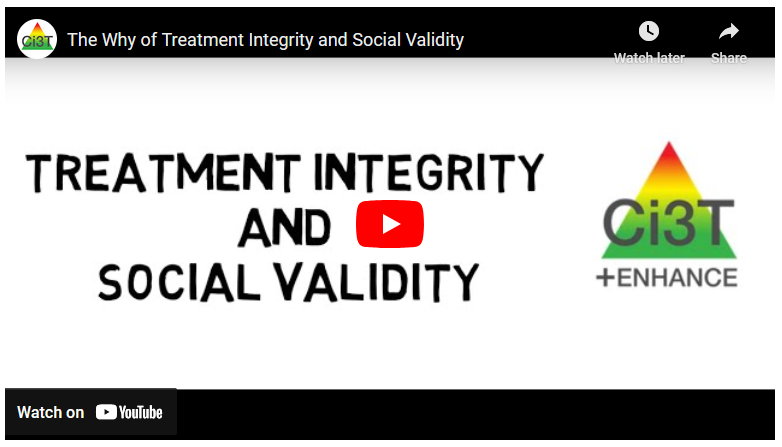 Ci3T
The Why of Treatment Integrity and Social Validity
Watch later
Share
TREATMENT INTEGRITY
AND
SOCIAL VALIDITY
Ci3T
+ENHANCE
Watch on YouTube